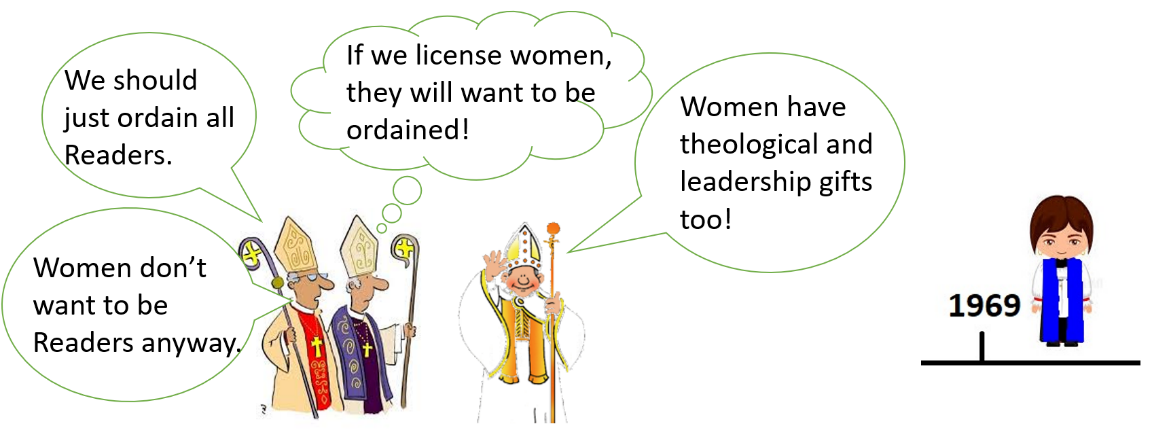 We should
just ordain all
Readers.
If we license women,
they will want to be
ordained!
Women have
theological and
leadership gifts
too!
Women don’t
want to be
Readers anyway.
1969